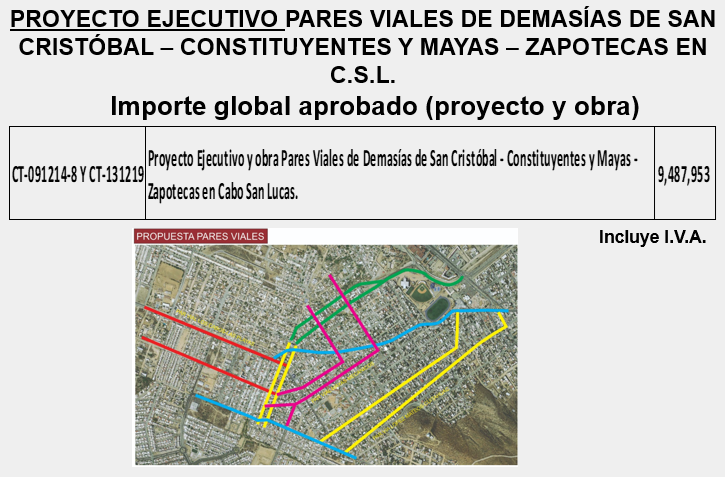 PROYECTO EJECUTIVO PARES VIALES DE DEMASÍAS DE SAN
CRISTÓBAL – CONSTITUYENTES Y MAYAS – ZAPOTECAS EN
C.S.L.
Importe global aprobado (proyecto y obra)
CT-091214-8 Y CT-131219
Proyecto Ejecutivo y obra Pares Viales de Demasías de San Cristóbal - Constituyentes y Mayas -
Zapotecas en Cabo San Lucas.
9,487,953
Incluye I.V.A.
PROPUESTA PARES VIALES